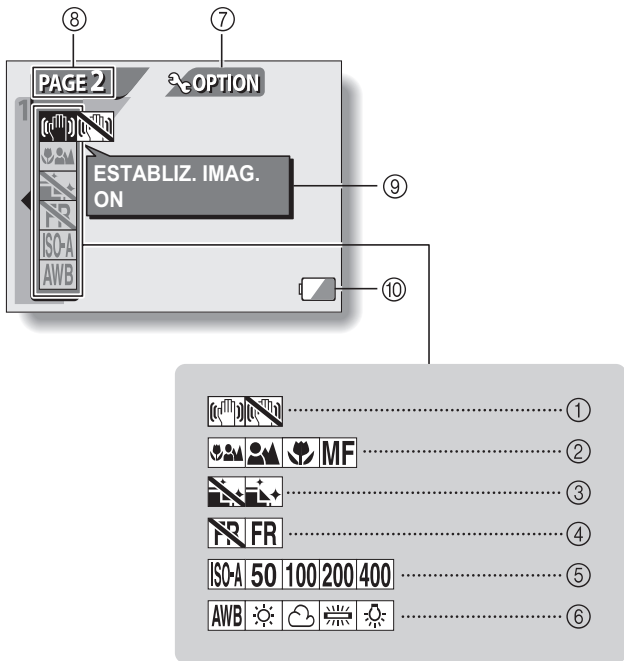 ⑧ ⑦
PAGE 2 OPTION
1
ESTABLIZ. IMAG.
ON
⑨
FR
ISO-A
AWB
⑩
①
MF ②
③
FR FR ④
ISO-A 50 100 200 400 ⑤
AWB ⑥